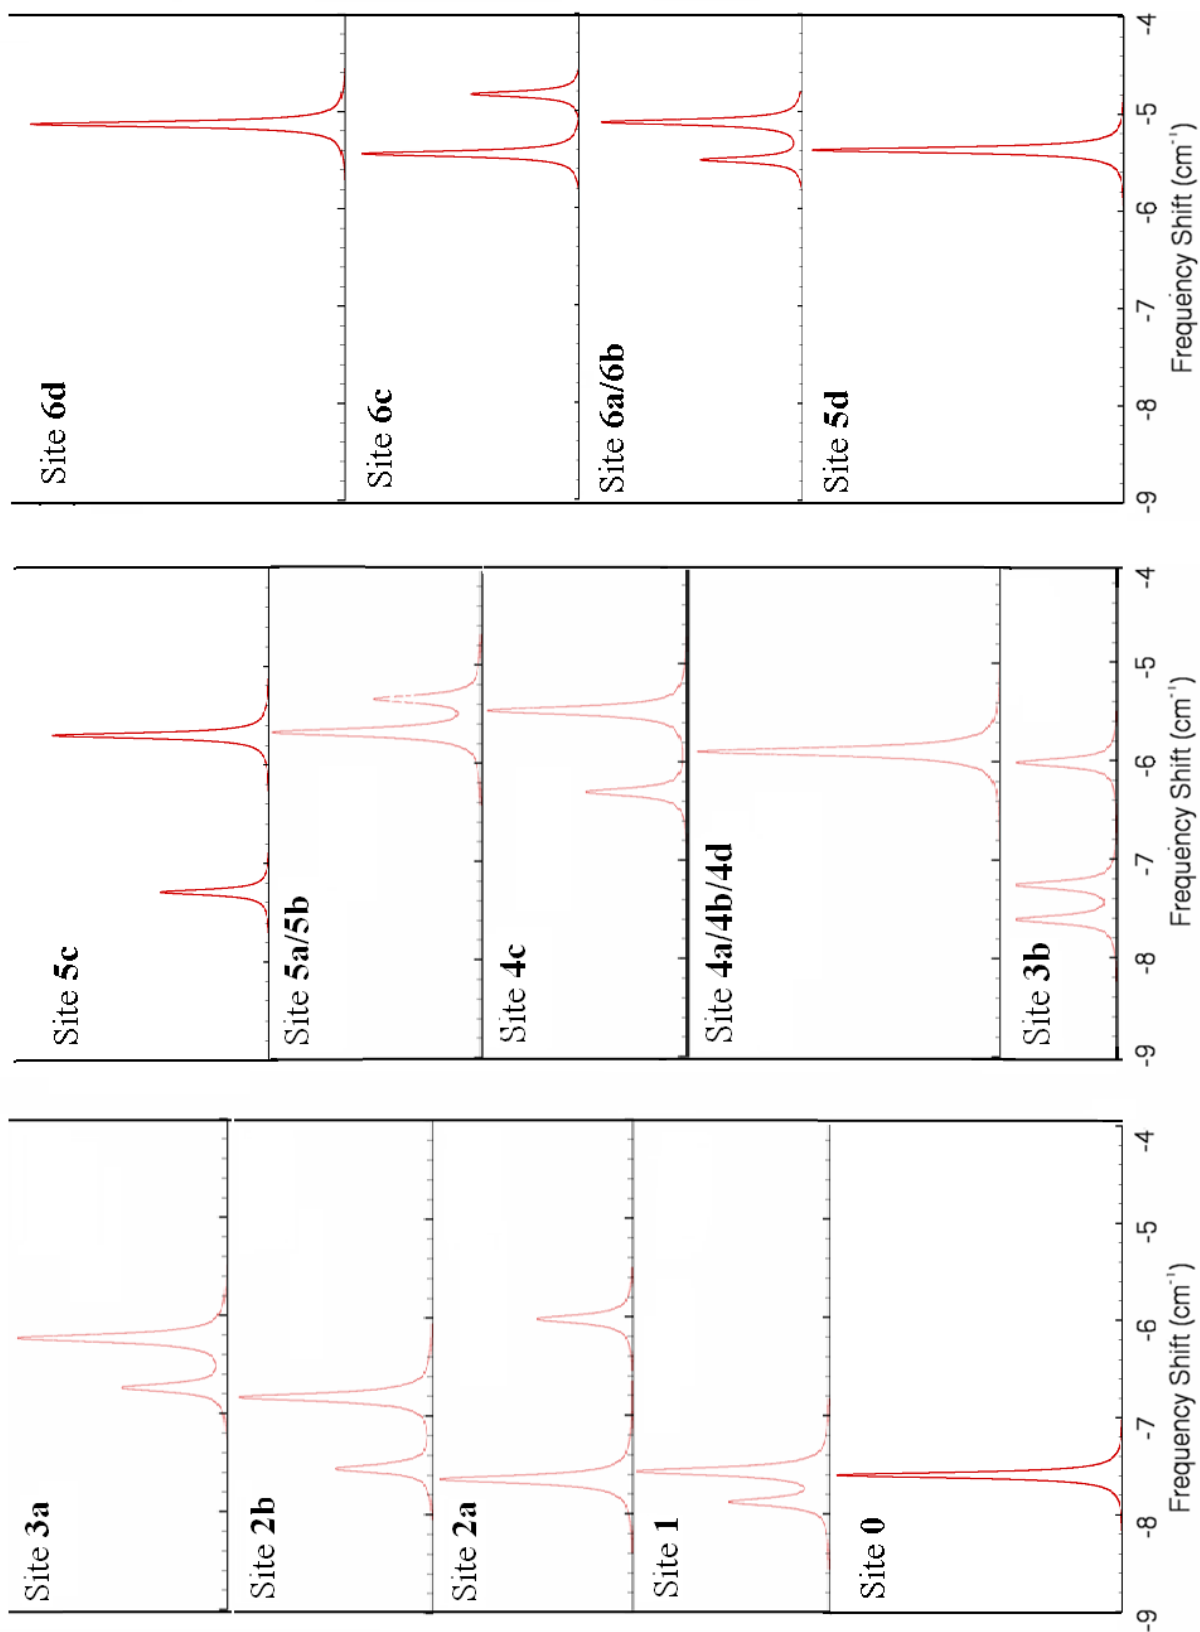 Site 3a
Site 2b
Site 2a
Site 1
Site 0
-9 -8 -7 -6 -5 -4
Frequency Shift (cm⁻¹)
Site 5c
Site 5a/5b
Site 4c
Site 4a/4b/4d
Site 3b
-9 -8 -7 -6 -5 -4
Frequency Shift (cm⁻¹)
Site 6d
Site 6c
Site 6a/6b
Site 5d
-9 -8 -7 -6 -5 -4
Frequency Shift (cm⁻¹)